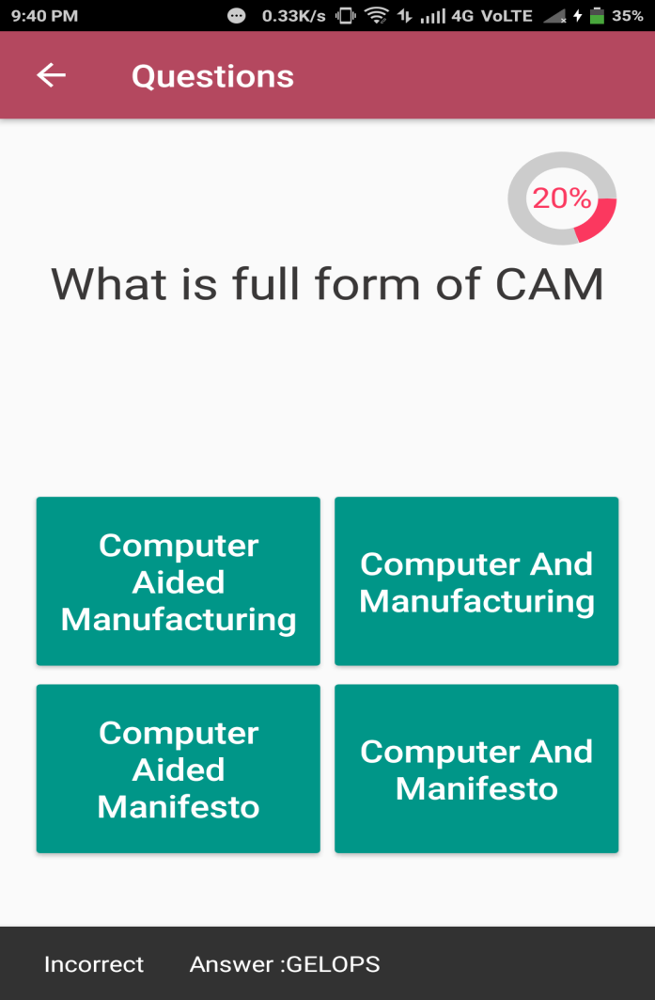 9:40 PM 0.33K/s 4G VoLTE 35%
Questions
20%
What is full form of CAM
Computer
Aided
Manufacturing
Computer And
Manufacturing
Computer
Aided
Manifesto
Computer And
Manifesto
Incorrect Answer :GELOPS